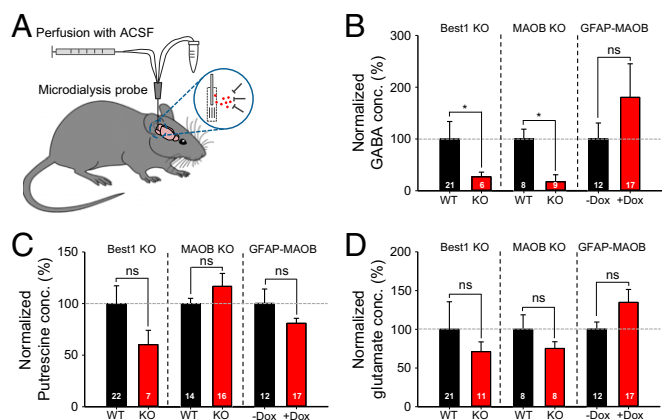 A
Perfusion with ACSF
Microdialysis probe
B
Best1 KO MAOB KO GFAP-MAOB
Normalized
GABA conc. (%)
300
200
100
0
* * ns
21 6 8 9 12 17
WT KO WT KO -Dox +Dox
C
Best1 KO MAOB KO GFAP-MAOB
Normalized
Putrescine conc. (%)
150
100
50
0
ns ns ns
22 7 14 16 12 17
WT KO WT KO -Dox +Dox
D
Best1 KO MAOB KO GFAP-MAOB
Normalized
glutamate conc. (%)
200
150
100
50
0
ns ns ns
21 11 8 8 12 17
WT KO WT KO -Dox +Dox